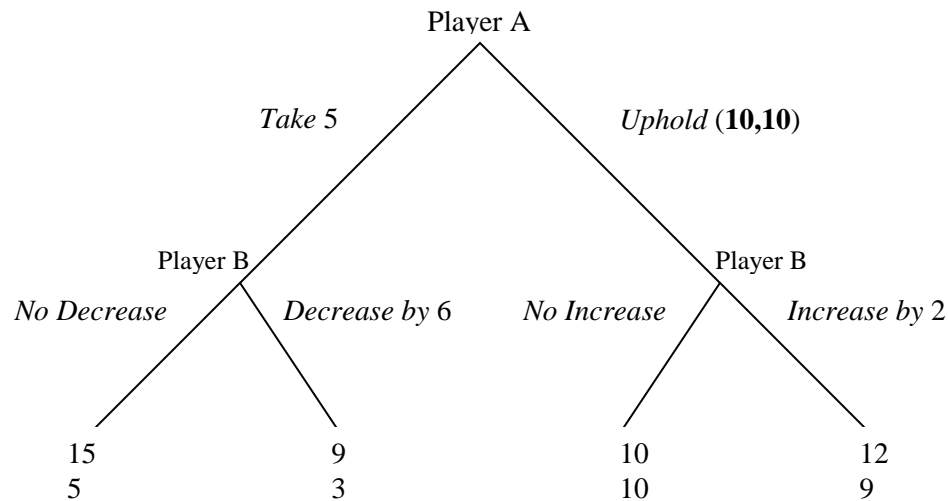 Player A
Take 5 Uphold (10,10)
Player B Player B
No Decrease Decrease by 6 No Increase Increase by 2
15 9 10 12
5 3 10 9